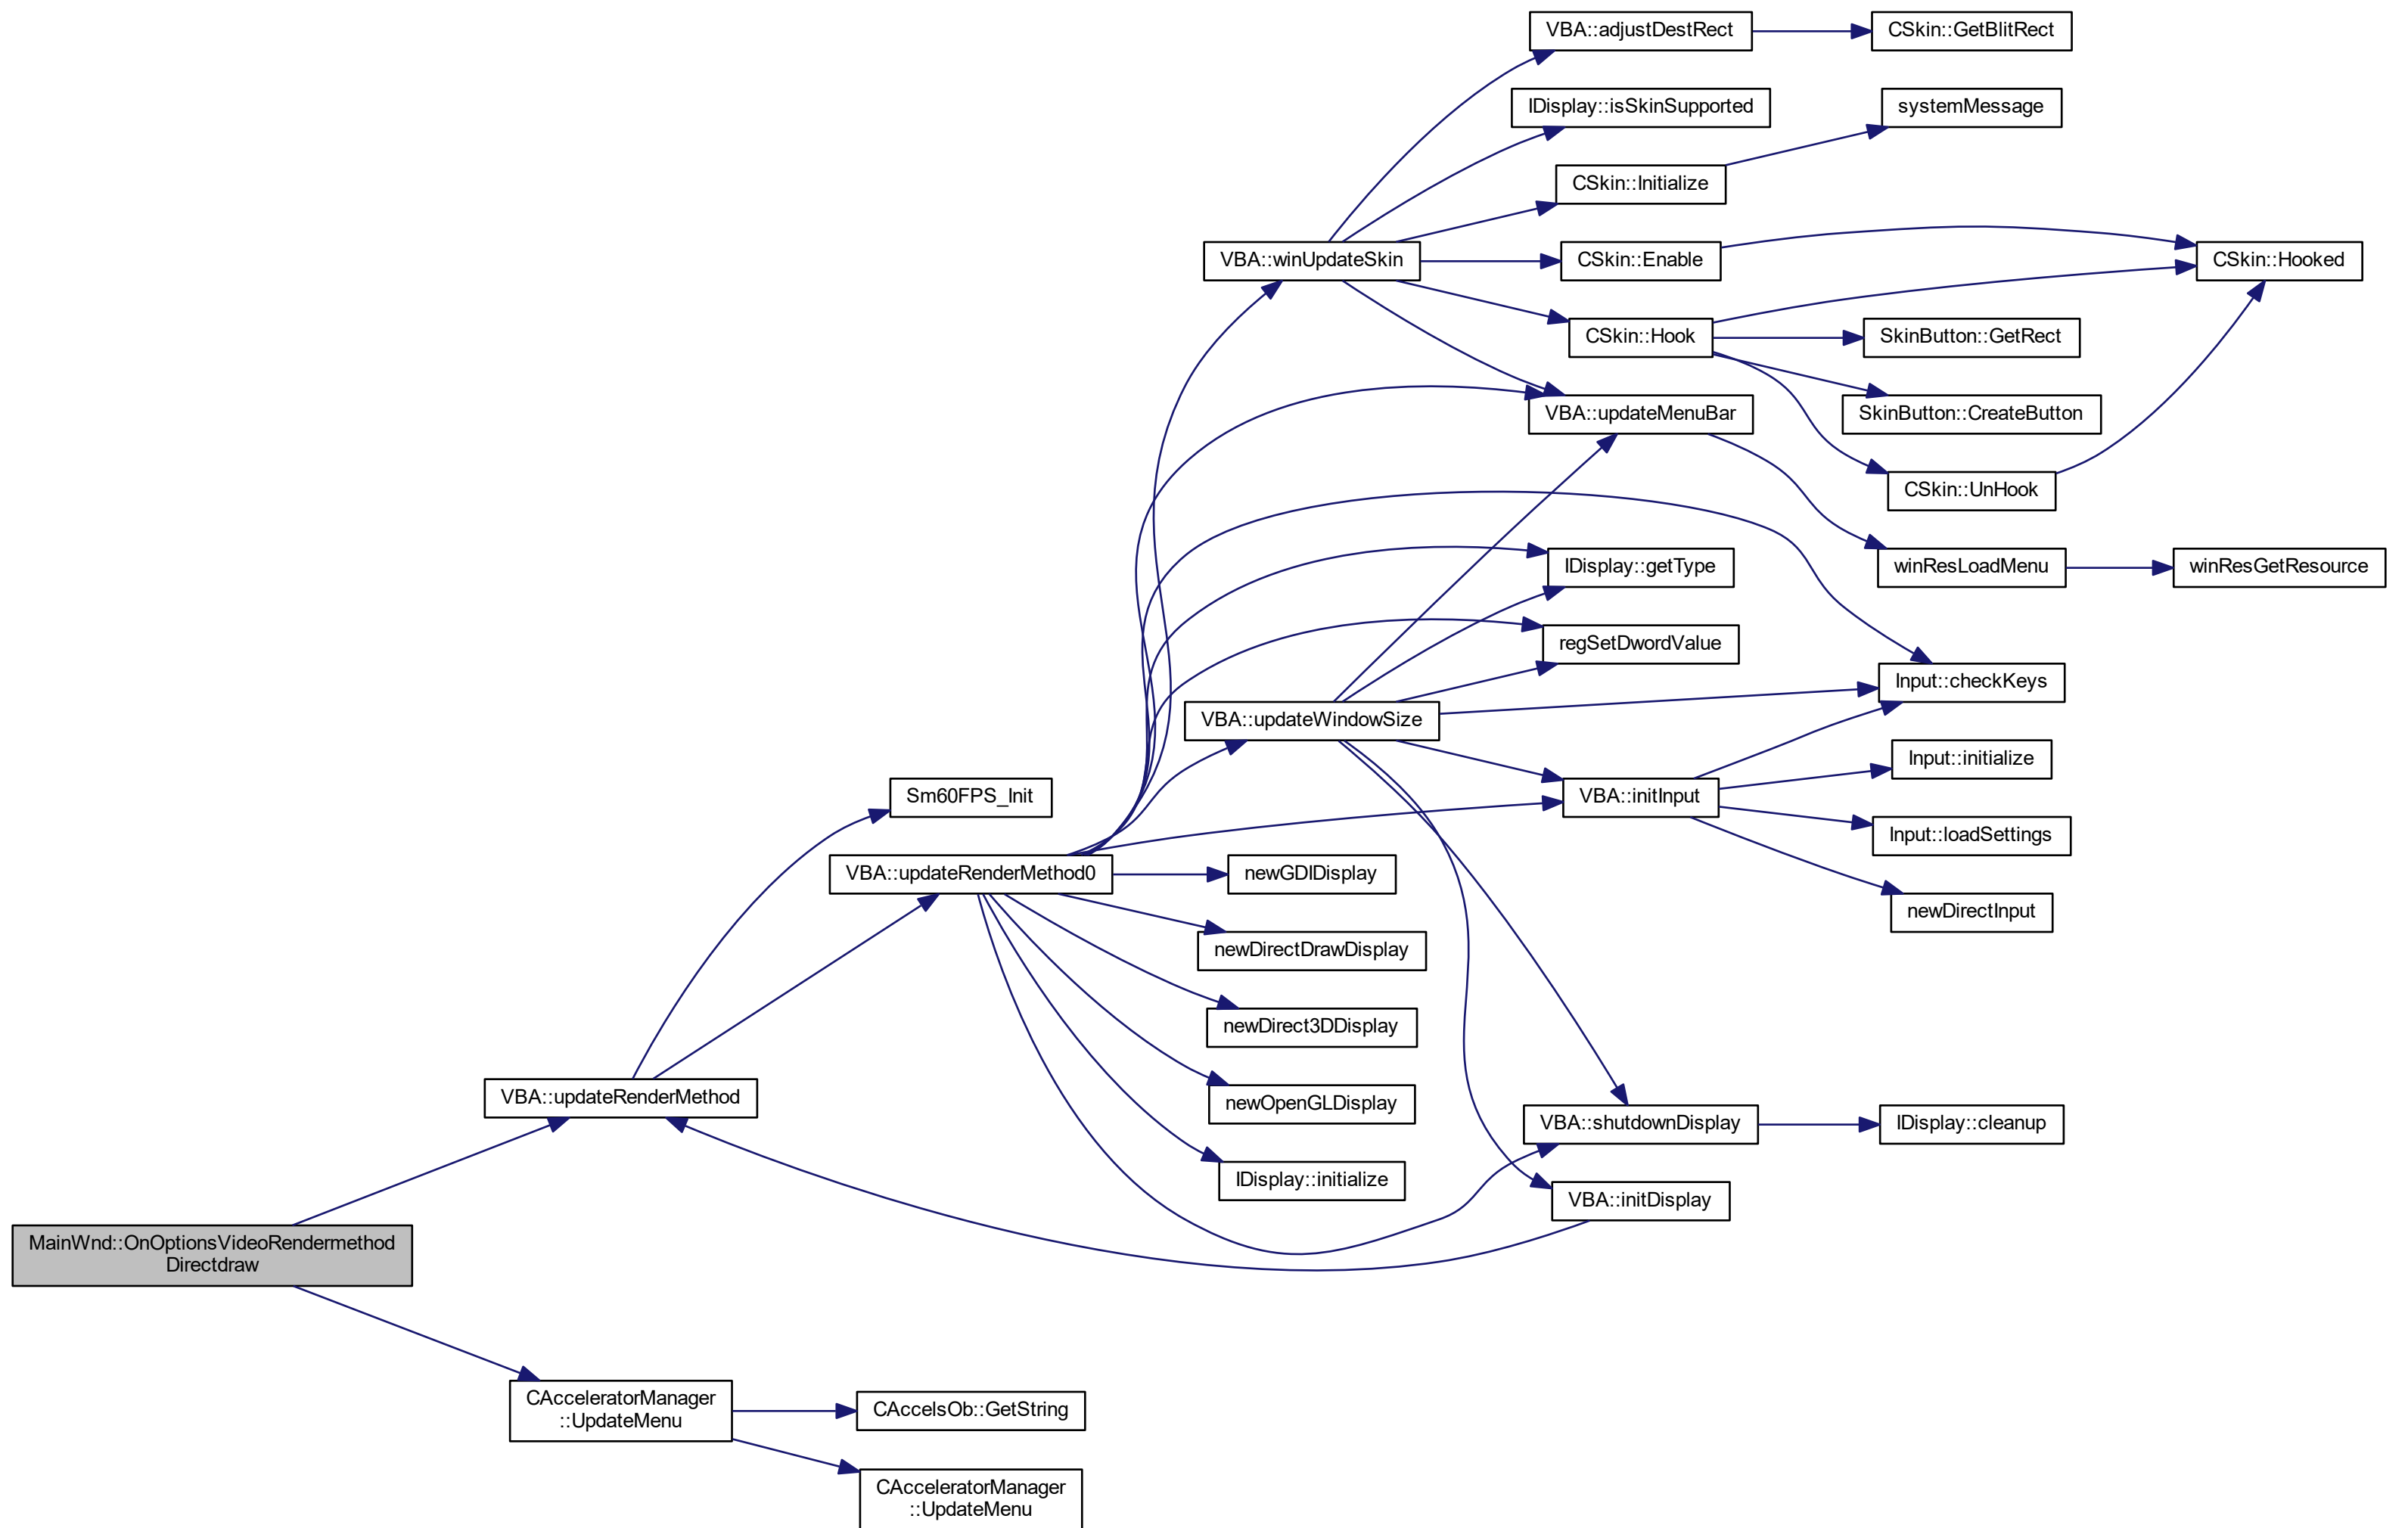 VBA::adjustDestRect
CSkin::GetBlitRect
IDisplay::isSkinSupported
systemMessage
CSkin::Initialize
VBA::winUpdateSkin
CSkin::Enable
CSkin::Hooked
CSkin::Hook
SkinButton::GetRect
VBA::updateMenuBar
SkinButton::CreateButton
CSkin::UnHook
IDisplay::getType
winResLoadMenu
winResGetResource
regSetDwordValue
Input::checkKeys
VBA::updateWindowSize
Input::initialize
Sm60FPS_Init
VBA::initInput
Input::loadSettings
VBA::updateRenderMethod0
newGDIDisplay
newDirectInput
newDirectDrawDisplay
newDirect3DDisplay
VBA::updateRenderMethod
newOpenGLDisplay
VBA::shutdownDisplay
IDisplay::cleanup
IDisplay::initialize
VBA::initDisplay
MainWnd::OnOptionsVideoRendermethod
Directdraw
CAcceleratorManager
::UpdateMenu
CAccelsOb::GetString
CAcceleratorManager
::UpdateMenu